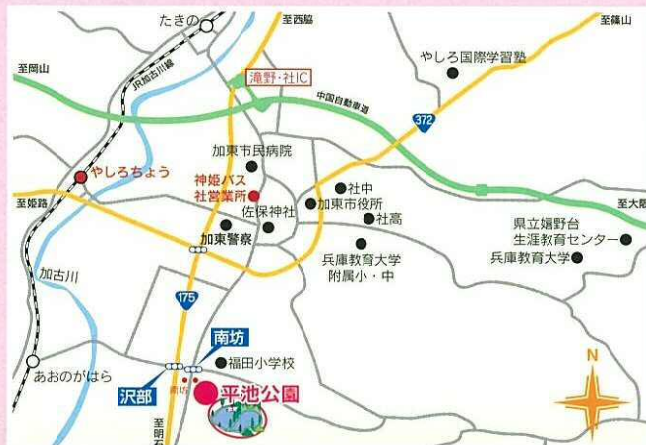 至西脇
至篠山
たきの
やしろ国際学習塾
至岡山
JR加古川線
滝野・社IC
中国自動車道
372
加東市民病院
やしろちょう
神姫バス
社営業所
社中
加東市役所
至姫路
至大阪
佐保神社
社高
県立嬉野台
生涯教育センター
加東警察
兵庫教育大学
附属小・中
兵庫教育大学
加古川
175
南坊
N
福田小学校
あおのがはら
沢部
南坊
平池公園
至明石